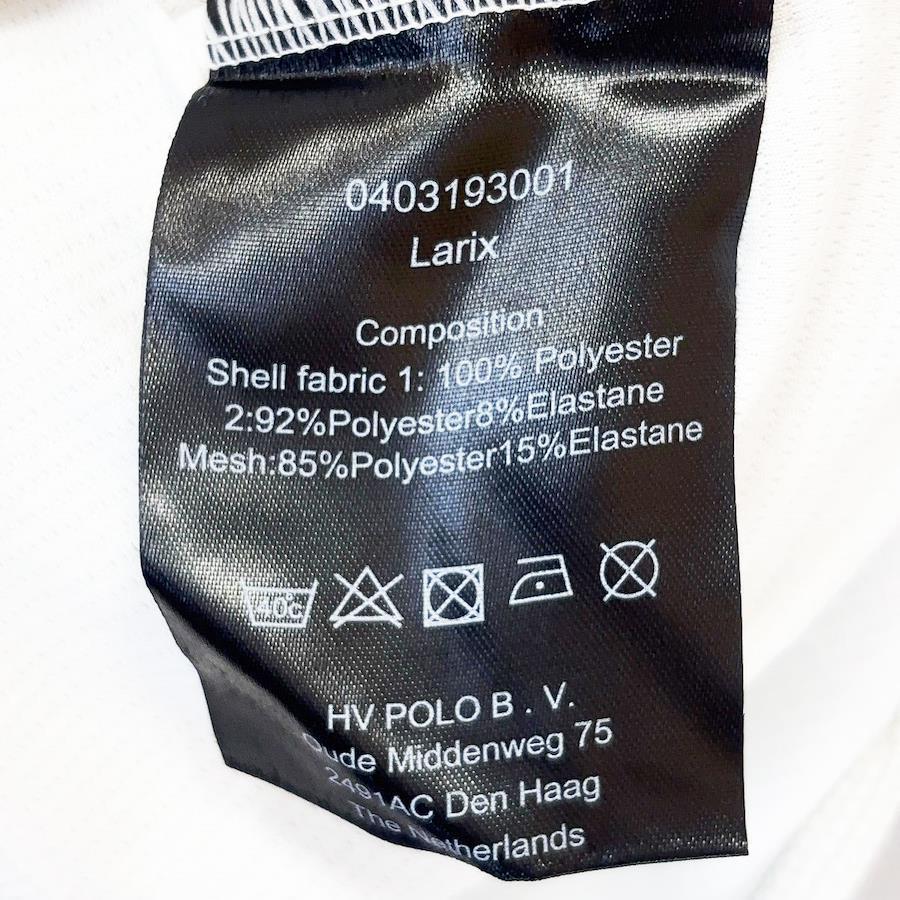 0403193001
Larix
Composition
Shell fabric 1: 100% Polyester
2:92%Polyester8%Elastane
Mesh:85%Polyester15%Elastane
40c
HV POLO B . V.
Oude Middenweg 75
2491AC Den Haag
The Netherlands